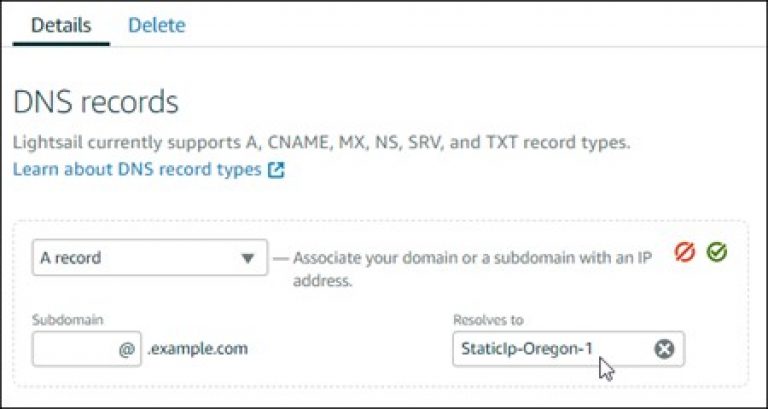 Details Delete
DNS records
Lightsail currently supports A, CNAME, MX, NS, SRV, and TXT record types.
Learn about DNS record types
A record
— Associate your domain or a subdomain with an IP
address.
Subdomain
@ .example.com
Resolves to
StaticIp-Oregon-1